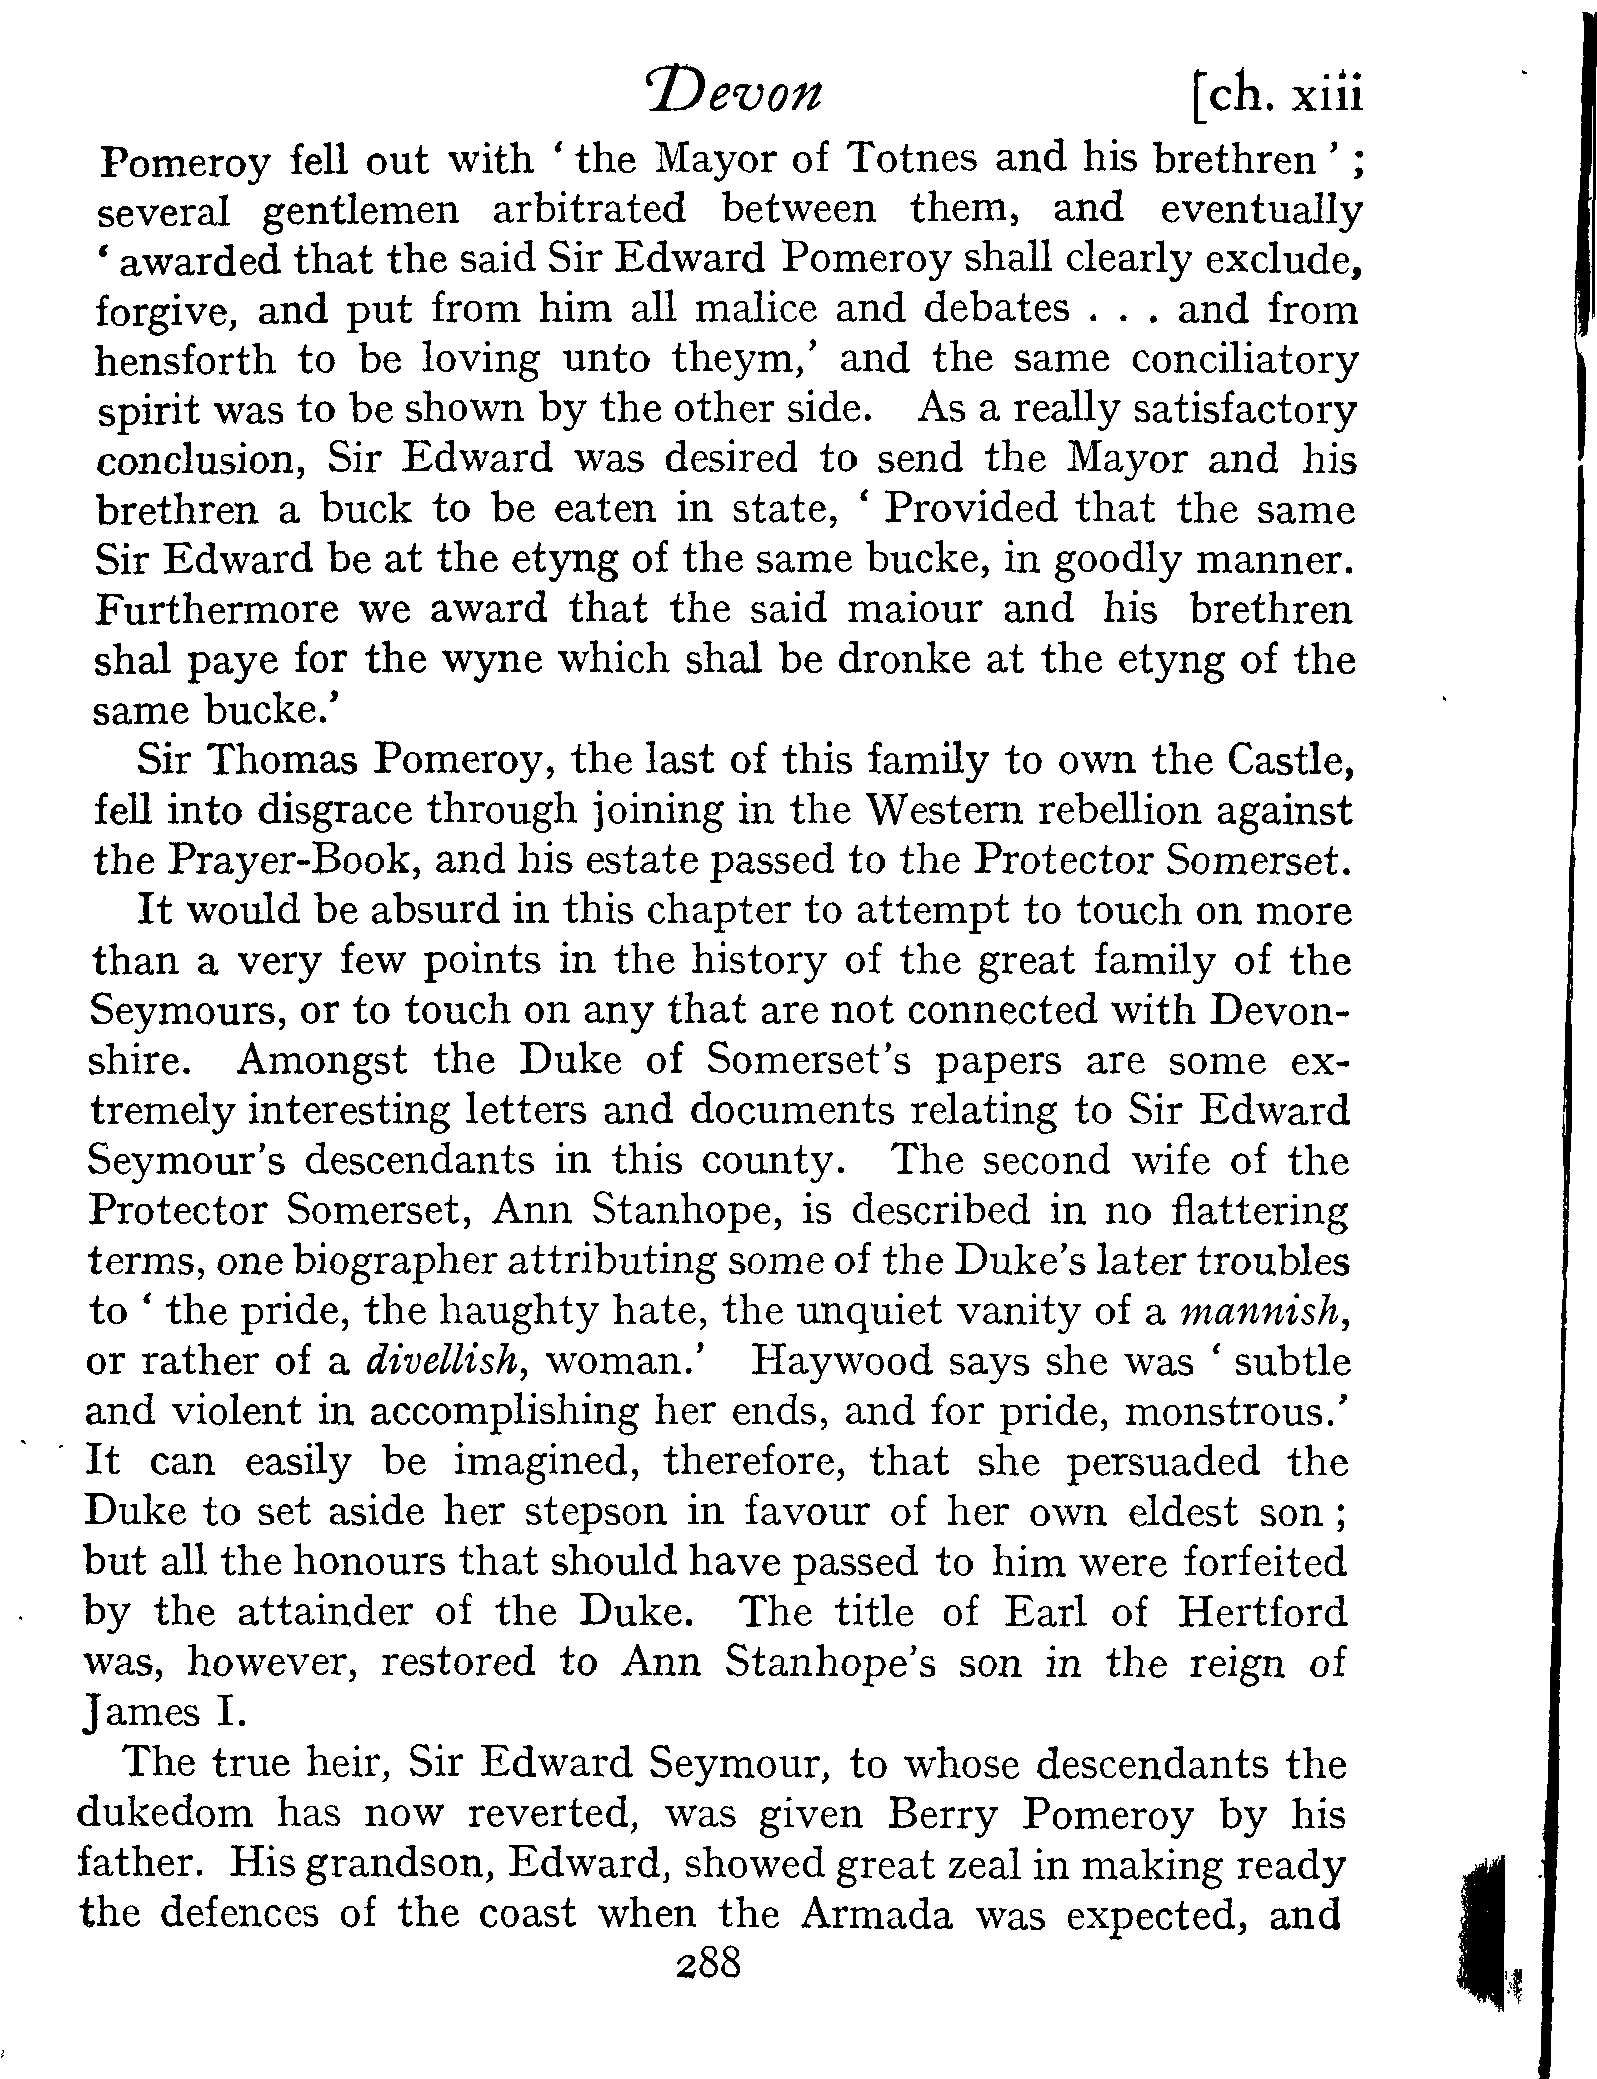 Devon [ch. xiii
Pomeroy fell out with ‘ the Mayor of Totnes and his brethren ’ ;
several gentlemen arbitrated between them, and eventually
‘ awarded that the said Sir Edward Pomeroy shall clearly exclude,
forgive, and put from him all malice and debates . . . and from
hensforth to be loving unto theym,’ and the same conciliatory
spirit was to be shown by the other side. As a really satisfactory
conclusion, Sir Edward was desired to send the Mayor and his
brethren a buck to be eaten in state, ‘ Provided that the same
Sir Edward be at the etyng of the same bucke, in goodly manner.
Furthermore we award that the said maiour and his brethren
shal paye for the wyne which shal be dronke at the etyng of the
same bucke.’
Sir Thomas Pomeroy, the last of this family to own the Castle,
fell into disgrace through joining in the Western rebellion against
the Prayer-Book, and his estate passed to the Protector Somerset.
It would be absurd in this chapter to attempt to touch on more
than a very few points in the history of the great family of the
Seymours, or to touch on any that are not connected with Devon-
shire. Amongst the Duke of Somerset’s papers are some ex-
tremely interesting letters and documents relating to Sir Edward
Seymour’s descendants in this county. The second wife of the
Protector Somerset, Ann Stanhope, is described in no flattering
terms, one biographer attributing some of the Duke’s later troubles
to ‘ the pride, the haughty hate, the unquiet vanity of a mannish,
or rather of a divellish, woman.’ Haywood says she was ‘ subtle
and violent in accomplishing her ends, and for pride, monstrous.’
It can easily be imagined, therefore, that she persuaded the
Duke to set aside her stepson in favour of her own eldest son ;
but all the honours that should have passed to him were forfeited
by the attainder of the Duke. The title of Earl of Hertford
was, however, restored to Ann Stanhope’s son in the reign of
James I.
The true heir, Sir Edward Seymour, to whose descendants the
dukedom has now reverted, was given Berry Pomeroy by his
father. His grandson, Edward, showed great zeal in making ready
the defences of the coast when the Armada was expected, and
288